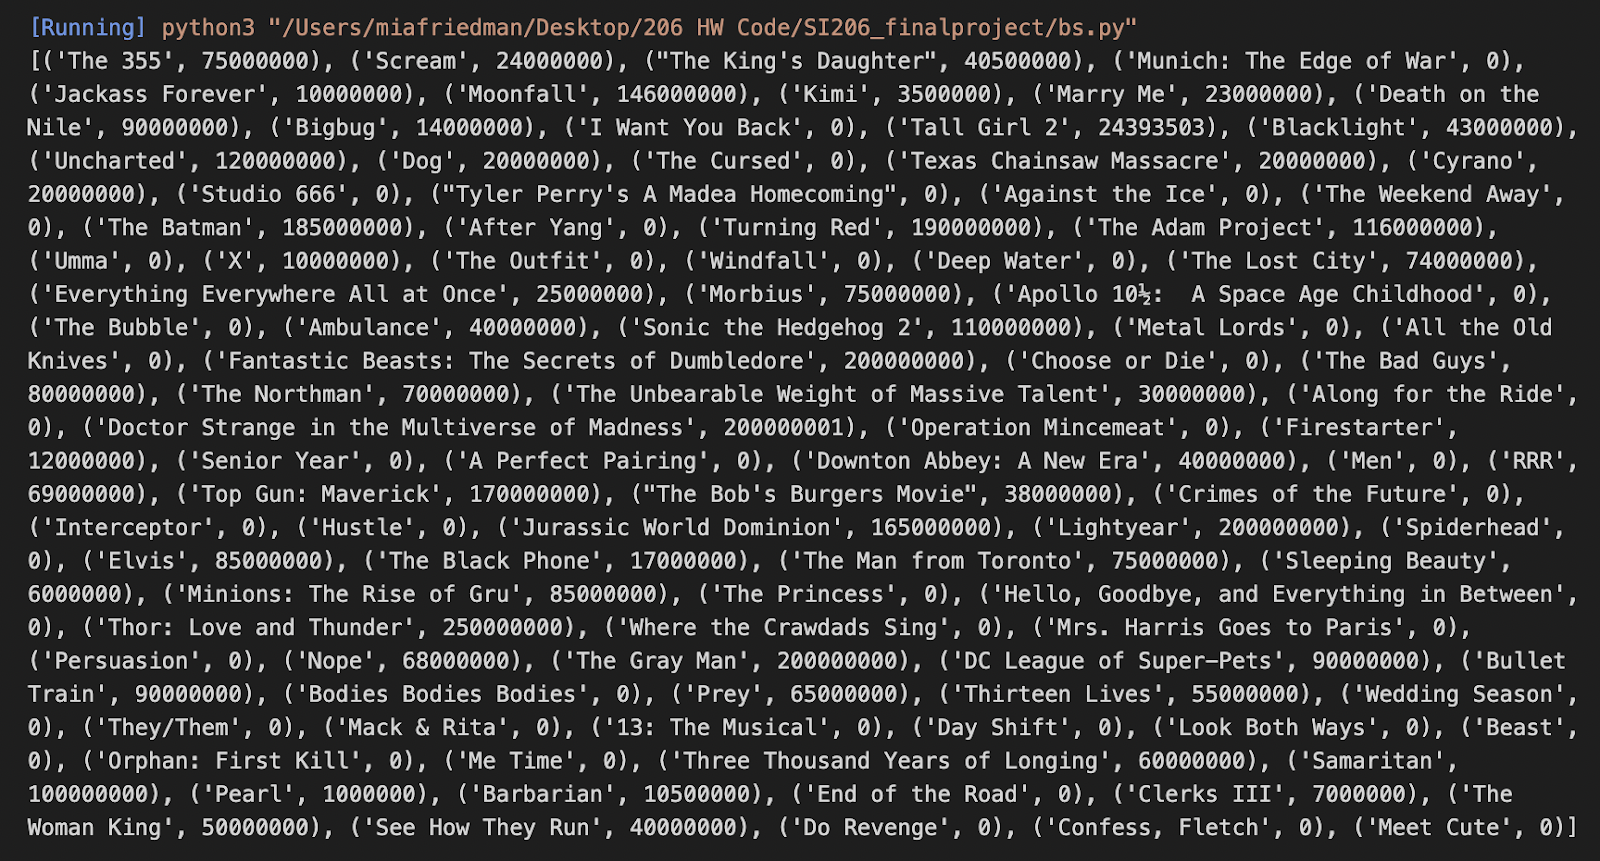 [Running] python3 "/Users/miafriedman/Desktop/206 HW Code/SI206_finalproject/bs.py"
[('The 355', 75000000), ('Scream', 24000000), ("The King's Daughter", 40500000), ('Munich: The Edge of War', 0),
('Jackass Forever', 10000000), ('Moonfall', 146000000), ('Kimi', 3500000), ('Marry Me', 23000000), ('Death on the
Nile', 90000000), ('Bigbug', 14000000), ('I Want You Back', 0), ('Tall Girl 2', 24393503), ('Blacklight', 43000000),
('Uncharted', 120000000), ('Dog', 20000000), ('The Cursed', 0), ('Texas Chainsaw Massacre', 20000000), ('Cyrano',
20000000), ('Studio 666', 0), ("Tyler Perry's A Madea Homecoming", 0), ('Against the Ice', 0), ('The Weekend Away',
0), ('The Batman', 185000000), ('After Yang', 0), ('Turning Red', 190000000), ('The Adam Project', 116000000),
('Umma', 0), ('X', 10000000), ('The Outfit', 0), ('Windfall', 0), ('Deep Water', 0), ('The Lost City', 74000000),
('Everything Everywhere All at Once', 25000000), ('Morbius', 75000000), ('Apollo 10½:  A Space Age Childhood', 0),
('The Bubble', 0), ('Ambulance', 40000000), ('Sonic the Hedgehog 2', 110000000), ('Metal Lords', 0), ('All the Old
Knives', 0), ('Fantastic Beasts: The Secrets of Dumbledore', 200000000), ('Choose or Die', 0), ('The Bad Guys',
80000000), ('The Northman', 70000000), ('The Unbearable Weight of Massive Talent', 30000000), ('Along for the Ride',
0), ('Doctor Strange in the Multiverse of Madness', 200000001), ('Operation Mincemeat', 0), ('Firestarter',
12000000), ('Senior Year', 0), ('A Perfect Pairing', 0), ('Downton Abbey: A New Era', 40000000), ('Men', 0), ('RRR',
69000000), ('Top Gun: Maverick', 170000000), ("The Bob's Burgers Movie", 38000000), ('Crimes of the Future', 0),
('Interceptor', 0), ('Hustle', 0), ('Jurassic World Dominion', 165000000), ('Lightyear', 200000000), ('Spiderhead',
0), ('Elvis', 85000000), ('The Black Phone', 17000000), ('The Man from Toronto', 75000000), ('Sleeping Beauty',
6000000), ('Minions: The Rise of Gru', 85000000), ('The Princess', 0), ('Hello, Goodbye, and Everything in Between',
0), ('Thor: Love and Thunder', 250000000), ('Where the Crawdads Sing', 0), ('Mrs. Harris Goes to Paris', 0),
('Persuasion', 0), ('Nope', 68000000), ('The Gray Man', 200000000), ('DC League of Super-Pets', 90000000), ('Bullet
Train', 90000000), ('Bodies Bodies Bodies', 0), ('Prey', 65000000), ('Thirteen Lives', 55000000), ('Wedding Season',
0), ('They/Them', 0), ('Mack & Rita', 0), ('13: The Musical', 0), ('Day Shift', 0), ('Look Both Ways', 0), ('Beast',
0), ('Orphan: First Kill', 0), ('Me Time', 0), ('Three Thousand Years of Longing', 60000000), ('Samaritan',
100000000), ('Pearl', 1000000), ('Barbarian', 10500000), ('End of the Road', 0), ('Clerks III', 7000000), ('The
Woman King', 50000000), ('See How They Run', 40000000), ('Do Revenge', 0), ('Confess, Fletch', 0), ('Meet Cute', 0)]